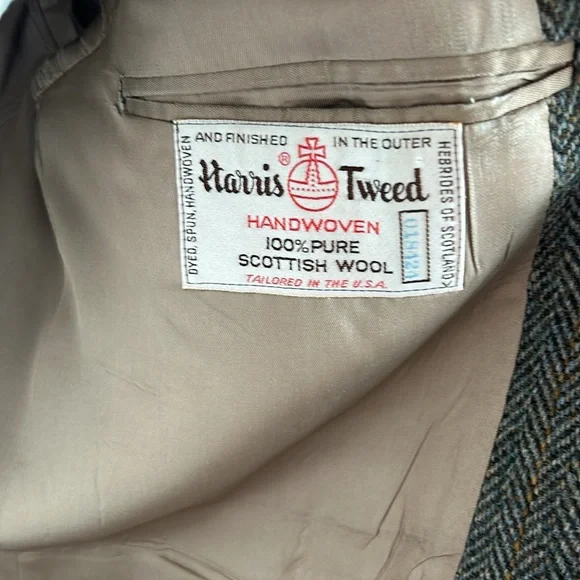 DYED, SPUN, HANDWOVEN
AND FINISHED IN THE OUTER
HEBRIDES OF SCOTLAND
Harris ® Tweed
HANDWOVEN
100% PURE
SCOTTISH WOOL
TAILORED IN THE U.S.A.